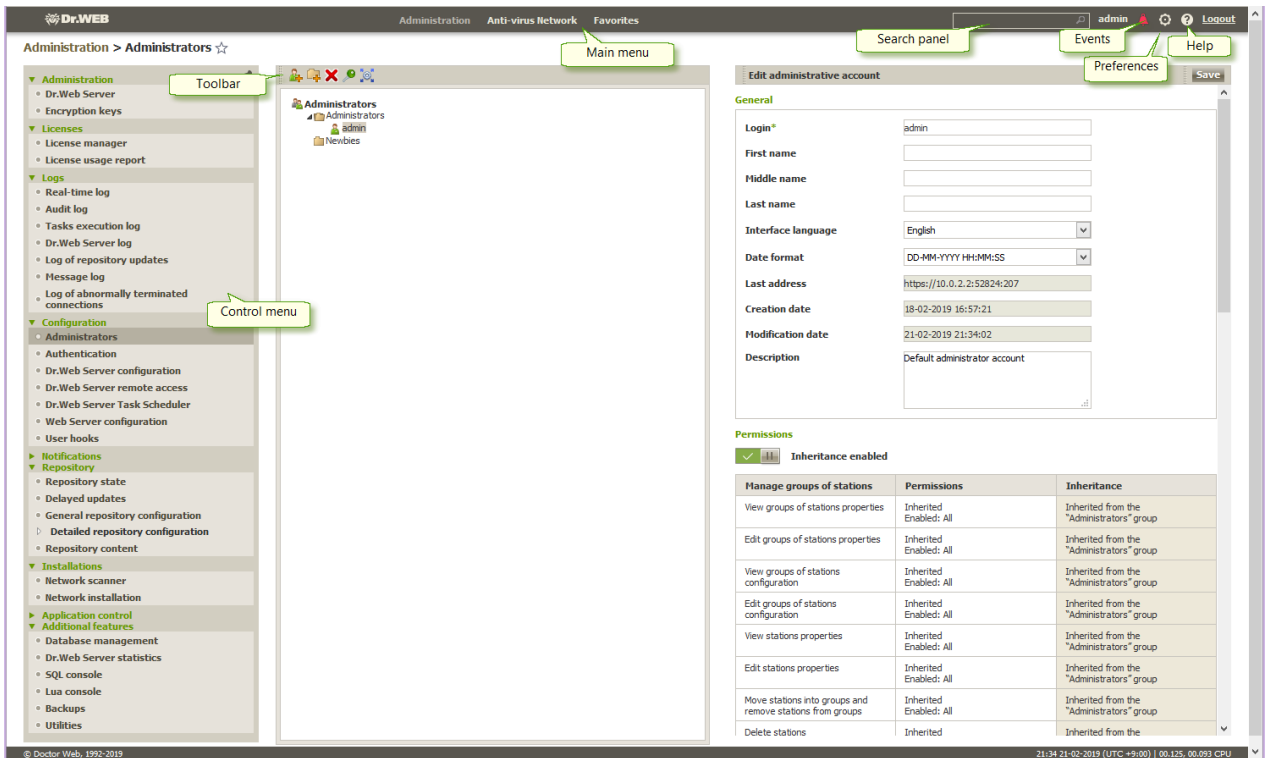 Dr.WEB
Administration Anti-virus Network Favorites
admin
Logout
Search panel
Events
Help
Main menu
Preferences
Toolbar
Control menu
Administration > Administrators
Administration
Dr.Web Server
Encryption keys
Licenses
License manager
License usage report
Logs
Real-time log
Audit log
Tasks execution log
Dr.Web Server log
Log of repository updates
Message log
Log of abnormally terminated
connections
Configuration
Administrators
Authentication
Dr.Web Server configuration
Dr.Web Server remote access
Dr.Web Server Task Scheduler
Web Server configuration
User hooks
Notifications
Repository
Repository state
Delayed updates
General repository configuration
Detailed repository configuration
Repository content
Installations
Network scanner
Network installation
Application control
Additional features
Database management
Dr.Web Server statistics
SQL console
Lua console
Backups
Utilities
Administrators
Administrators
admin
Newbies
Edit administrative account
Save
General
Login* admin
First name
Middle name
Last name
Interface language English
Date format DD-MM-YYYY HH:MM:SS
Last address https://10.0.2.2:52824:207
Creation date 18-02-2019 16:57:21
Modification date 21-02-2019 21:34:02
Description Default administrator account
Permissions
Inheritance enabled
Manage groups of stations Permissions Inheritance
View groups of stations properties Inherited Inherited from the
Enabled: All "Administrators" group
Edit groups of stations properties Inherited Inherited from the
Enabled: All "Administrators" group
View groups of stations Inherited Inherited from the
configuration Enabled: All "Administrators" group
Edit groups of stations Inherited Inherited from the
configuration Enabled: All "Administrators" group
View stations properties Inherited Inherited from the
Enabled: All "Administrators" group
Edit stations properties Inherited Inherited from the
Enabled: All "Administrators" group
Move stations into groups and Inherited Inherited from the
remove stations from groups Enabled: All "Administrators" group
Delete stations Inherited Inherited from the
© Doctor Web, 1992-2019
21:34 21-02-2019 (UTC +9:00) | 00.125, 00.093 CPU